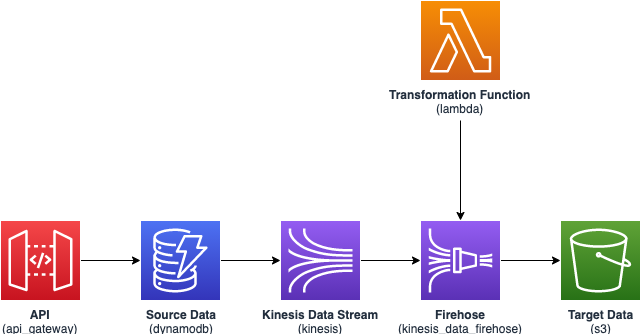 Transformation Function
(lambda)
API
(api_gateway)
Source Data
(dynamodb)
Kinesis Data Stream
(kinesis)
Firehose
(kinesis_data_firehose)
Target Data
(s3)